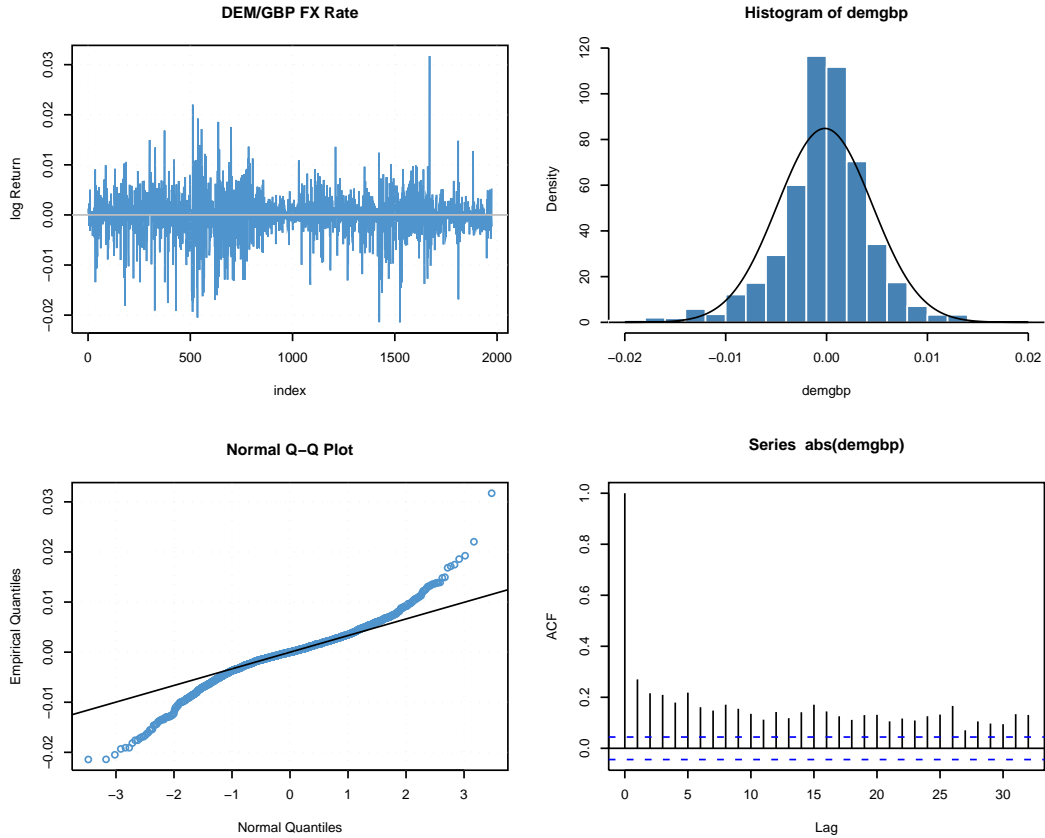 DEM/GBP FX Rate
log Return
0.03
0.02
0.01
0.00
−0.01
−0.02
0 500 1000 1500 2000
index
Histogram of demgbp
Density
120
100
80
60
40
20
0
−0.02 −0.01 0.00 0.01 0.02
demgbp
Normal Q−Q Plot
Empirical Quantiles
0.03
0.02
0.01
0.00
−0.01
−0.02
−3 −2 −1 0 1 2 3
Normal Quantiles
Series abs(demgbp)
ACF
1.0
0.8
0.6
0.4
0.2
0.0
0 5 10 15 20 25 30
Lag